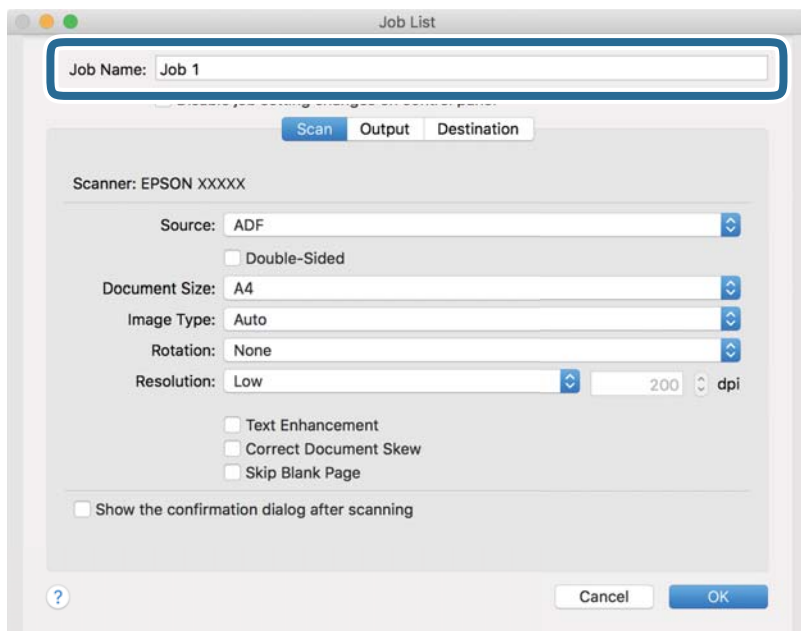 Job List
Job Name: Job 1
Scan Output Destination
Scanner: EPSON XXXXX
Source: ADF
Double-Sided
Document Size: A4
Image Type: Auto
Rotation: None
Resolution: Low 200 dpi
Text Enhancement
Correct Document Skew
Skip Blank Page
Show the confirmation dialog after scanning
? Cancel OK